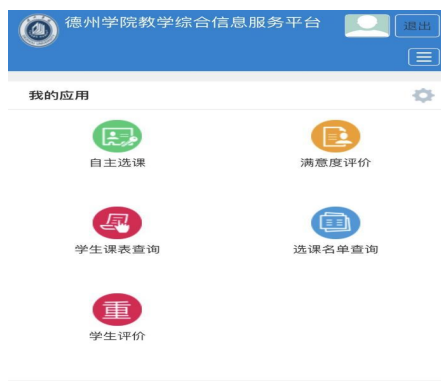 德州学院教学综合信息服务平台
退出
我的应用
自主选课
满意度评价
学生课表查询
选课名单查询
重
学生评价